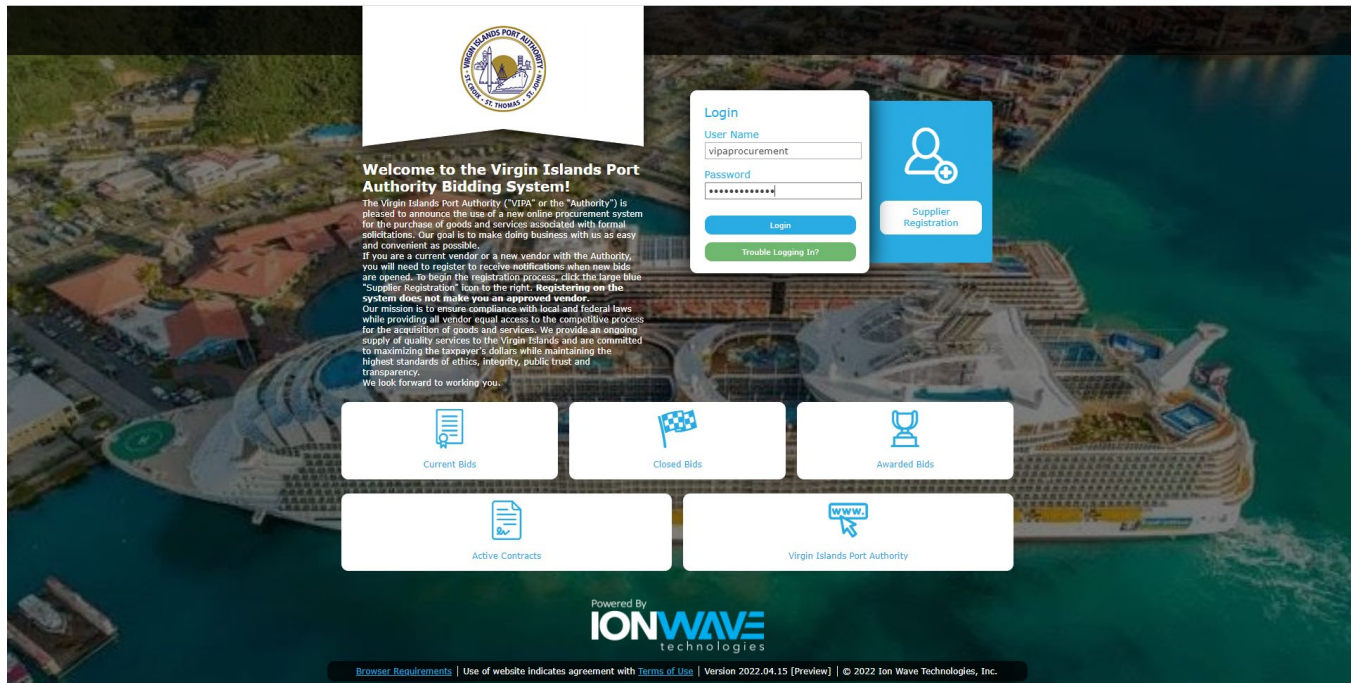 VIRGIN ISLANDS PORT AUTHORITY
ST. CROIX · ST. THOMAS · ST. JOHN
Welcome to the Virgin Islands Port
Authority Bidding System!
The Virgin Islands Port Authority ("VIPA" or the "Authority") is
pleased to announce the use of a new online procurement system
for the purchase of goods and services associated with formal
solicitations. Our goal is to make doing business with us as easy
and convenient as possible.
If you are a current vendor or a new vendor with the Authority,
you will need to register to receive notifications when new bids
are opened. To begin the registration process, click the large blue
"Supplier Registration" icon to the right. Registering on the
system does not make you an approved vendor.
Our mission is to ensure compliance with local and federal laws
while providing all vendor equal access to the competitive process
for the acquisition of goods and services. We provide an ongoing
supply of quality services to the Virgin Islands and are committed
to maximizing the taxpayer's dollars while maintaining the
highest standards of ethics, integrity, public trust and
transparency.
We look forward to working you.
Login
User Name
vipaprocurement
Password
•••••••••••••
Login
Trouble Logging In?
Supplier
Registration
Current Bids
Closed Bids
Awarded Bids
Active Contracts
www.
Virgin Islands Port Authority
Powered By
IONWAVE
technologies
Browser Requirements | Use of website indicates agreement with Terms of Use | Version 2022.04.15 [Preview] | © 2022 Ion Wave Technologies, Inc.